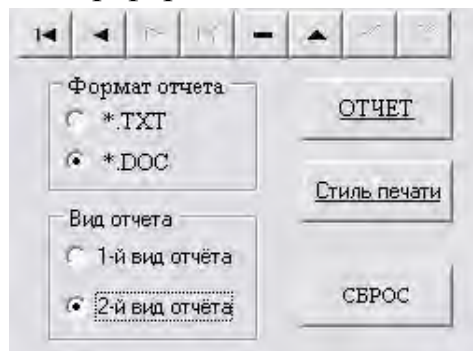 Формат отчета
*.TXT
*.DOC
ОТЧЕТ
Стиль печати
Вид отчета
1-й вид отчёта
2-й вид отчёта
СБРОС